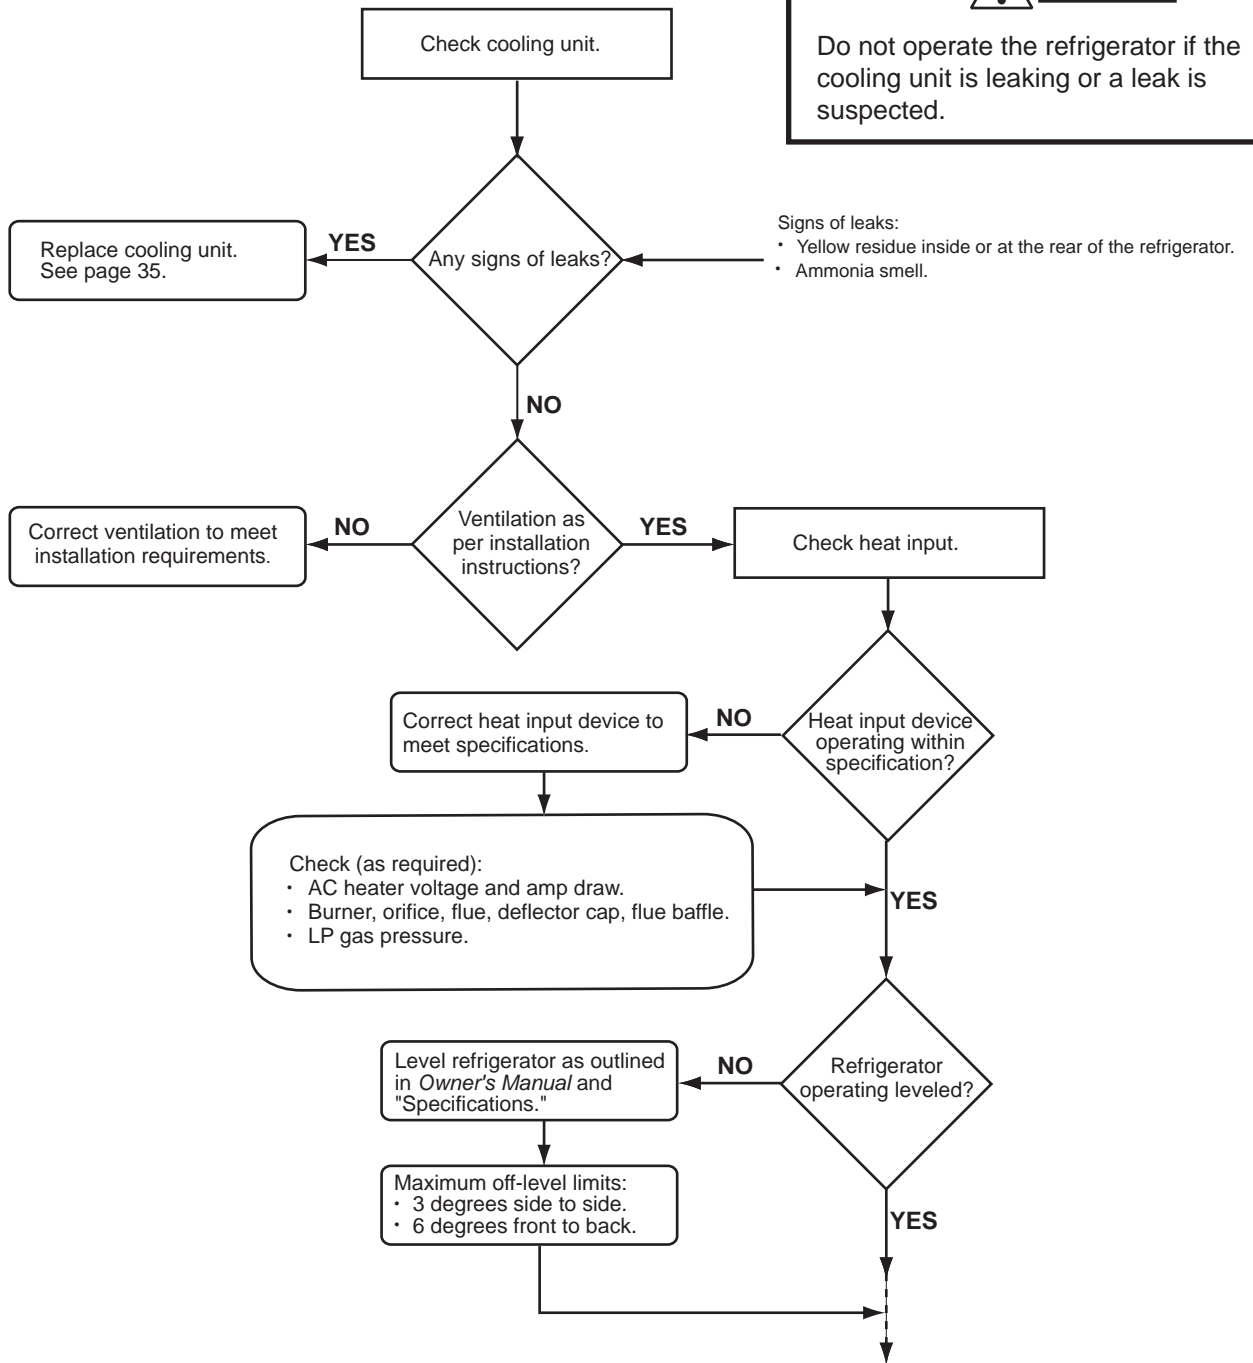 Check cooling unit.
Do not operate the refrigerator if the
cooling unit is leaking or a leak is
suspected.
Signs of leaks:
· Yellow residue inside or at the rear of the refrigerator.
· Ammonia smell.
Any signs of leaks?
YES
Replace cooling unit.
See page 35.
NO
Ventilation as
per installation
instructions?
NO
Correct ventilation to meet
installation requirements.
YES
Check heat input.
Heat input device
operating within
specification?
NO
Correct heat input device to
meet specifications.
Check (as required):
· AC heater voltage and amp draw.
· Burner, orifice, flue, deflector cap, flue baffle.
· LP gas pressure.
YES
Refrigerator
operating leveled?
NO
Level refrigerator as outlined
in Owner's Manual and
"Specifications."
Maximum off-level limits:
· 3 degrees side to side.
· 6 degrees front to back.
YES